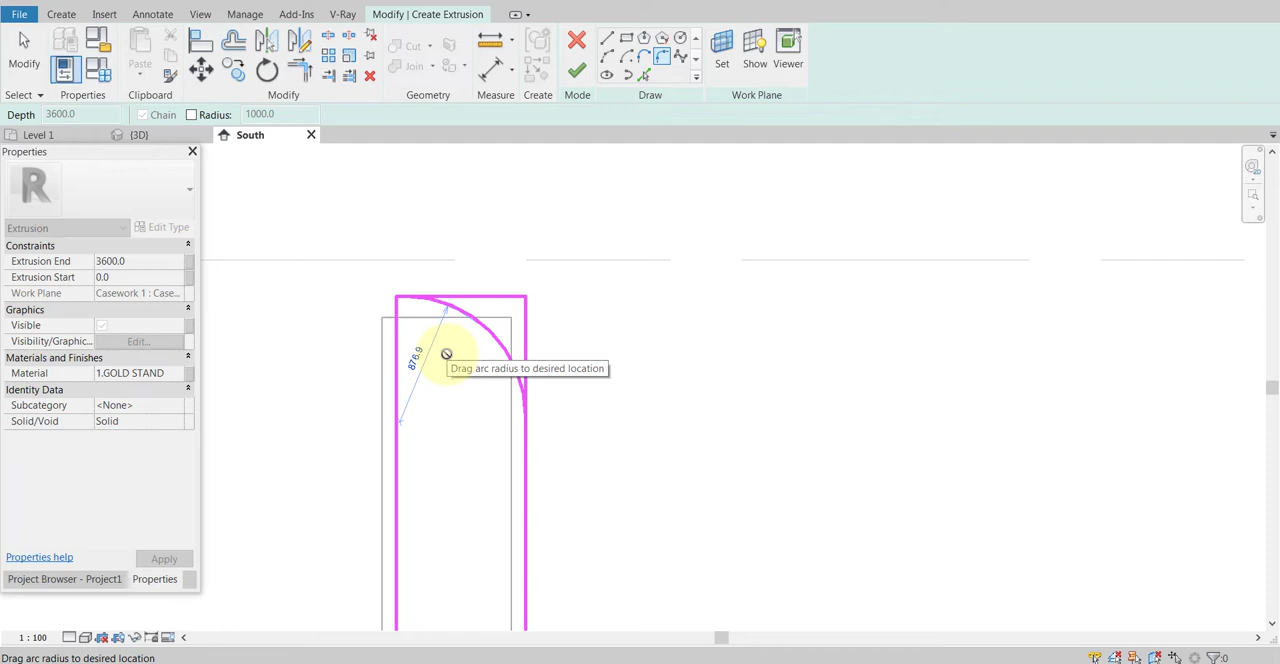 File Create Insert Annotate View Manage Add-Ins V-Ray Modify | Create Extrusion
Modify Paste Cut Join Set Show Viewer
Select Properties Clipboard Modify Geometry Measure Create Mode Draw Work Plane
Depth 3600.0 Chain Radius: 1000.0
Level 1 {3D} South
Properties
R
Extrusion Edit Type
Constraints
Extrusion End 3600.0
Extrusion Start 0.0
Work Plane Casework 1 : Case...
Graphics
Visible
Visibility/Graphic... Edit...
Materials and Finishes
Material 1.GOLD STAND
Identity Data
Subcategory <None>
Solid/Void Solid
876.9
Drag arc radius to desired location
Properties help Apply
Project Browser - Project1 Properties
1 : 100
Drag arc radius to desired location :0